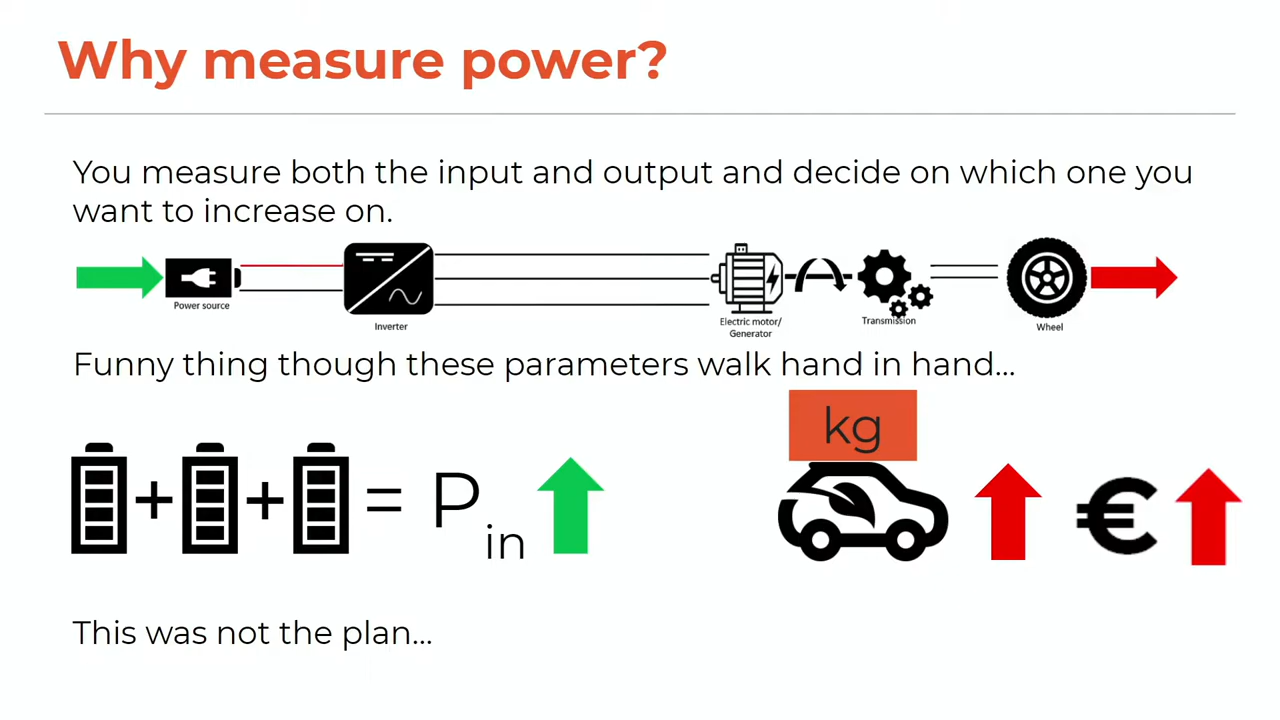 Why measure power?
You measure both the input and output and decide on which one you
want to increase on.
Power source
Inverter
Electric motor/
Generator
Transmission
Wheel
Funny thing though these parameters walk hand in hand...
kg
+ + = P in
€
This was not the plan...